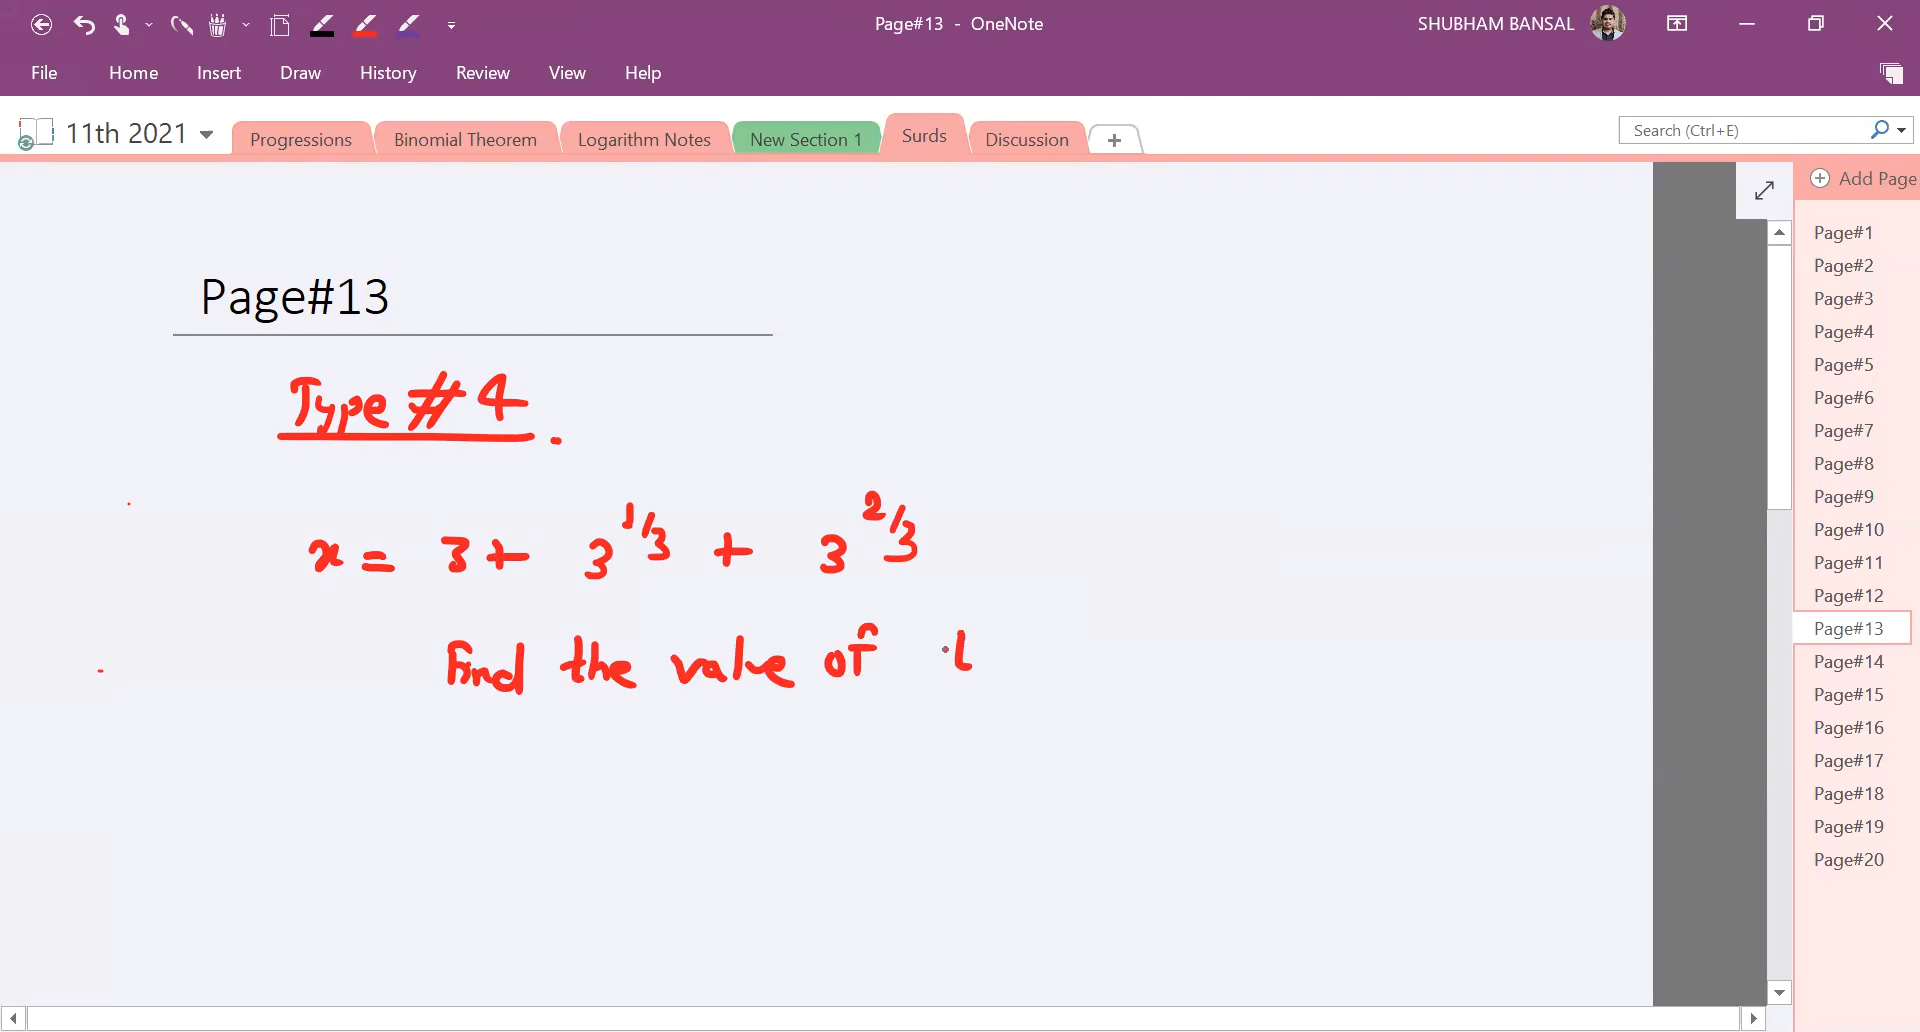 Page#13 - OneNote
SHUBHAM BANSAL
File Home Insert Draw History Review View Help
11th 2021
Progressions Binomial Theorem Logarithm Notes New Section 1 Surds Discussion +
Search (Ctrl+E)
Add Page
Page#1
Page#2
Page#3
Page#4
Page#5
Page#6
Page#7
Page#8
Page#9
Page#10
Page#11
Page#12
Page#13
Page#14
Page#15
Page#16
Page#17
Page#18
Page#19
Page#20
Page#13
Type #4.
x = 3 + 3^1/3 + 3^2/3
Find the value of